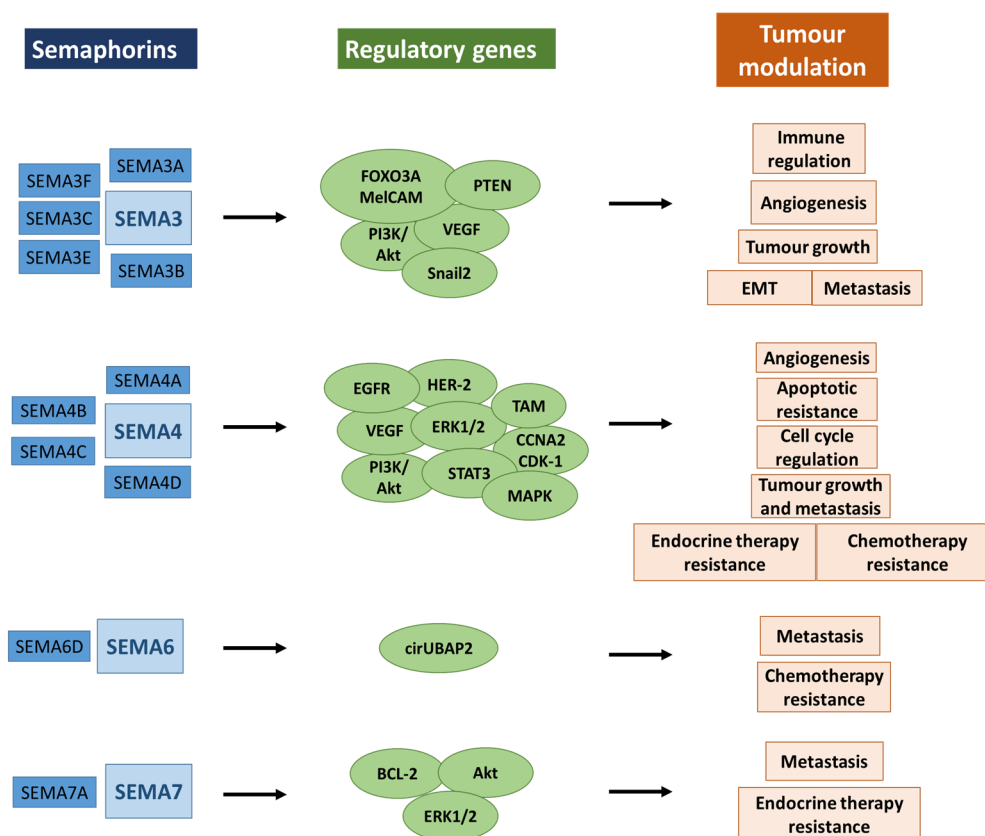 Semaphorins
Regulatory genes
Tumour
modulation
SEMA3A
SEMA3F
SEMA3C
SEMA3
SEMA3E
SEMA3B
FOXO3A
MelCAM
PTEN
PI3K/
Akt
VEGF
Snail2
Immune
regulation
Angiogenesis
Tumour growth
EMT
Metastasis
SEMA4A
SEMA4B
SEMA4
SEMA4C
SEMA4D
EGFR
HER-2
TAM
VEGF
ERK1/2
CCNA2
CDK-1
PI3K/
Akt
STAT3
MAPK
Angiogenesis
Apoptotic
resistance
Cell cycle
regulation
Tumour growth
and metastasis
Endocrine therapy
resistance
Chemotherapy
resistance
SEMA6D
SEMA6
cirUBAP2
Metastasis
Chemotherapy
resistance
SEMA7A
SEMA7
BCL-2
Akt
ERK1/2
Metastasis
Endocrine therapy
resistance